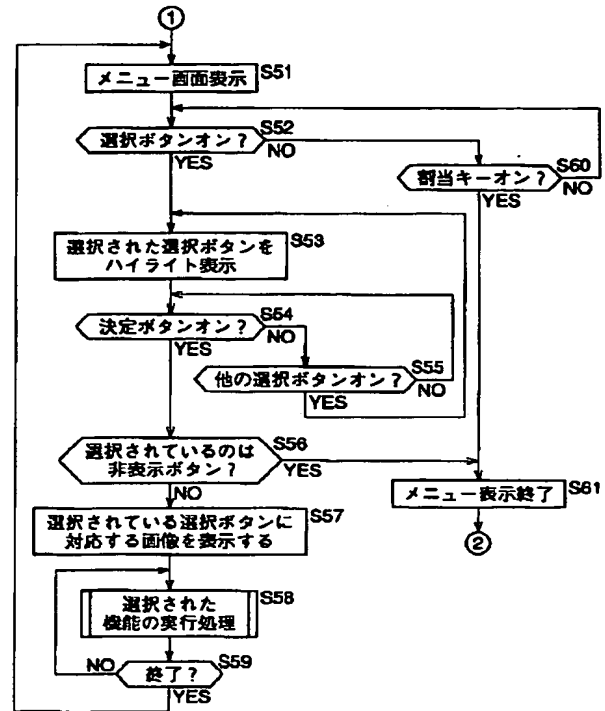 ①
メニュー画面表示 S51
選択ボタンオン? S52
YES NO
割当キーオン? S60
YES NO
選択された選択ボタンを
ハイライト表示 S53
決定ボタンオン? S54
YES NO
他の選択ボタンオン? S55
YES NO
選択されているのは
非表示ボタン? S56
YES
NO
メニュー表示終了 S61
②
選択されている選択ボタンに
対応する画像を表示する S57
選択された
機能の実行処理 S58
終了? S59
NO
YES